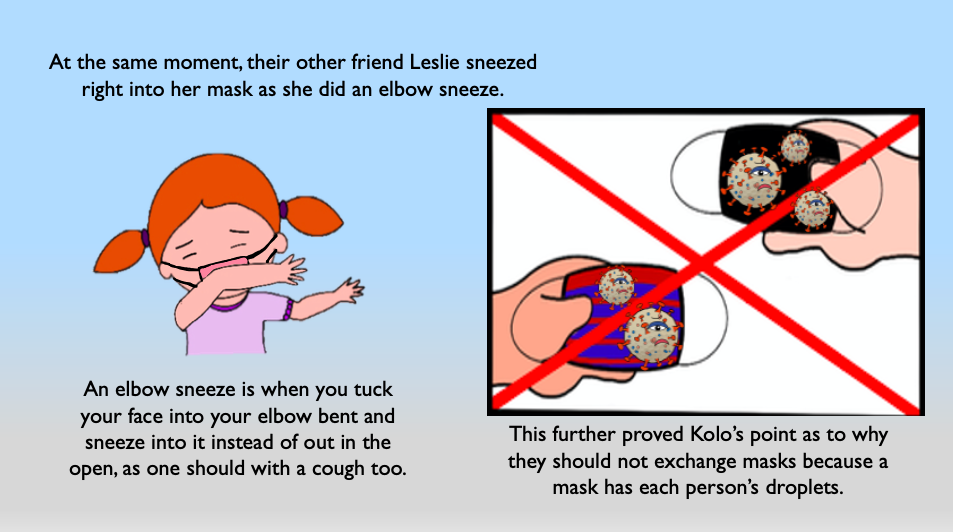 At the same moment, their other friend Leslie sneezed
right into her mask as she did an elbow sneeze.
An elbow sneeze is when you tuck
your face into your elbow bent and
sneeze into it instead of out in the
open, as one should with a cough too.
This further proved Kolo’s point as to why
they should not exchange masks because a
mask has each person’s droplets.